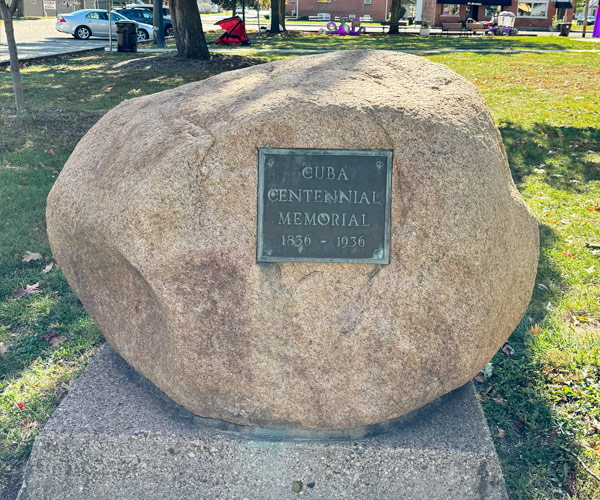 CUBA
CENTENNIAL
MEMORIAL
1836 - 1936